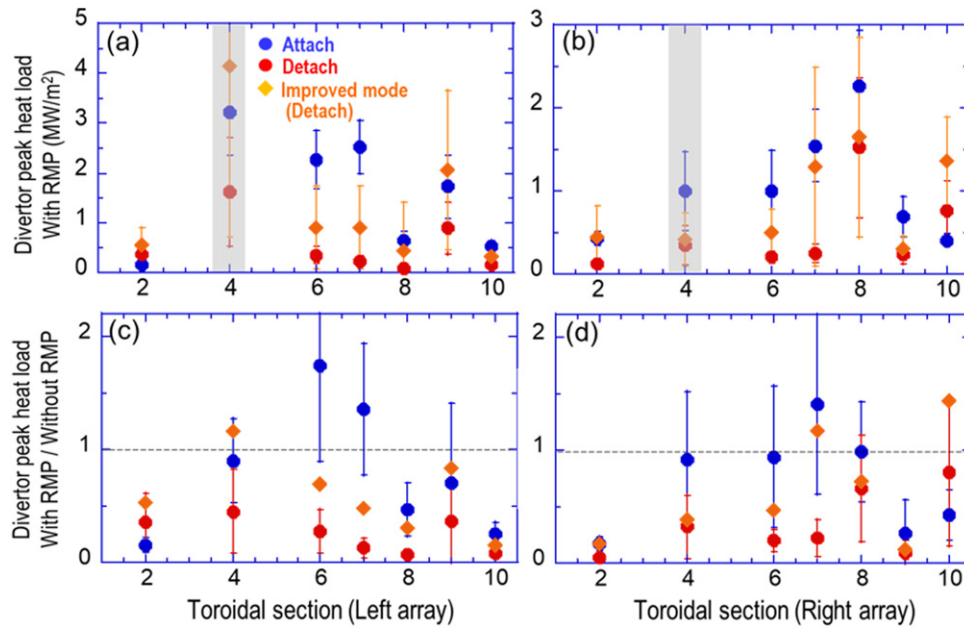 (a)
Attach
Detach
Improved mode
(Detach)
Divertor peak heat load
With RMP (MW/m²)
5
4
3
2
1
0
2 4 6 8 10
(b)
3
2
1
0
2 4 6 8 10
(c)
Divertor peak heat load
With RMP / Without RMP
2
1
0
2 4 6 8 10
Toroidal section (Left array)
(d)
2
1
0
2 4 6 8 10
Toroidal section (Right array)